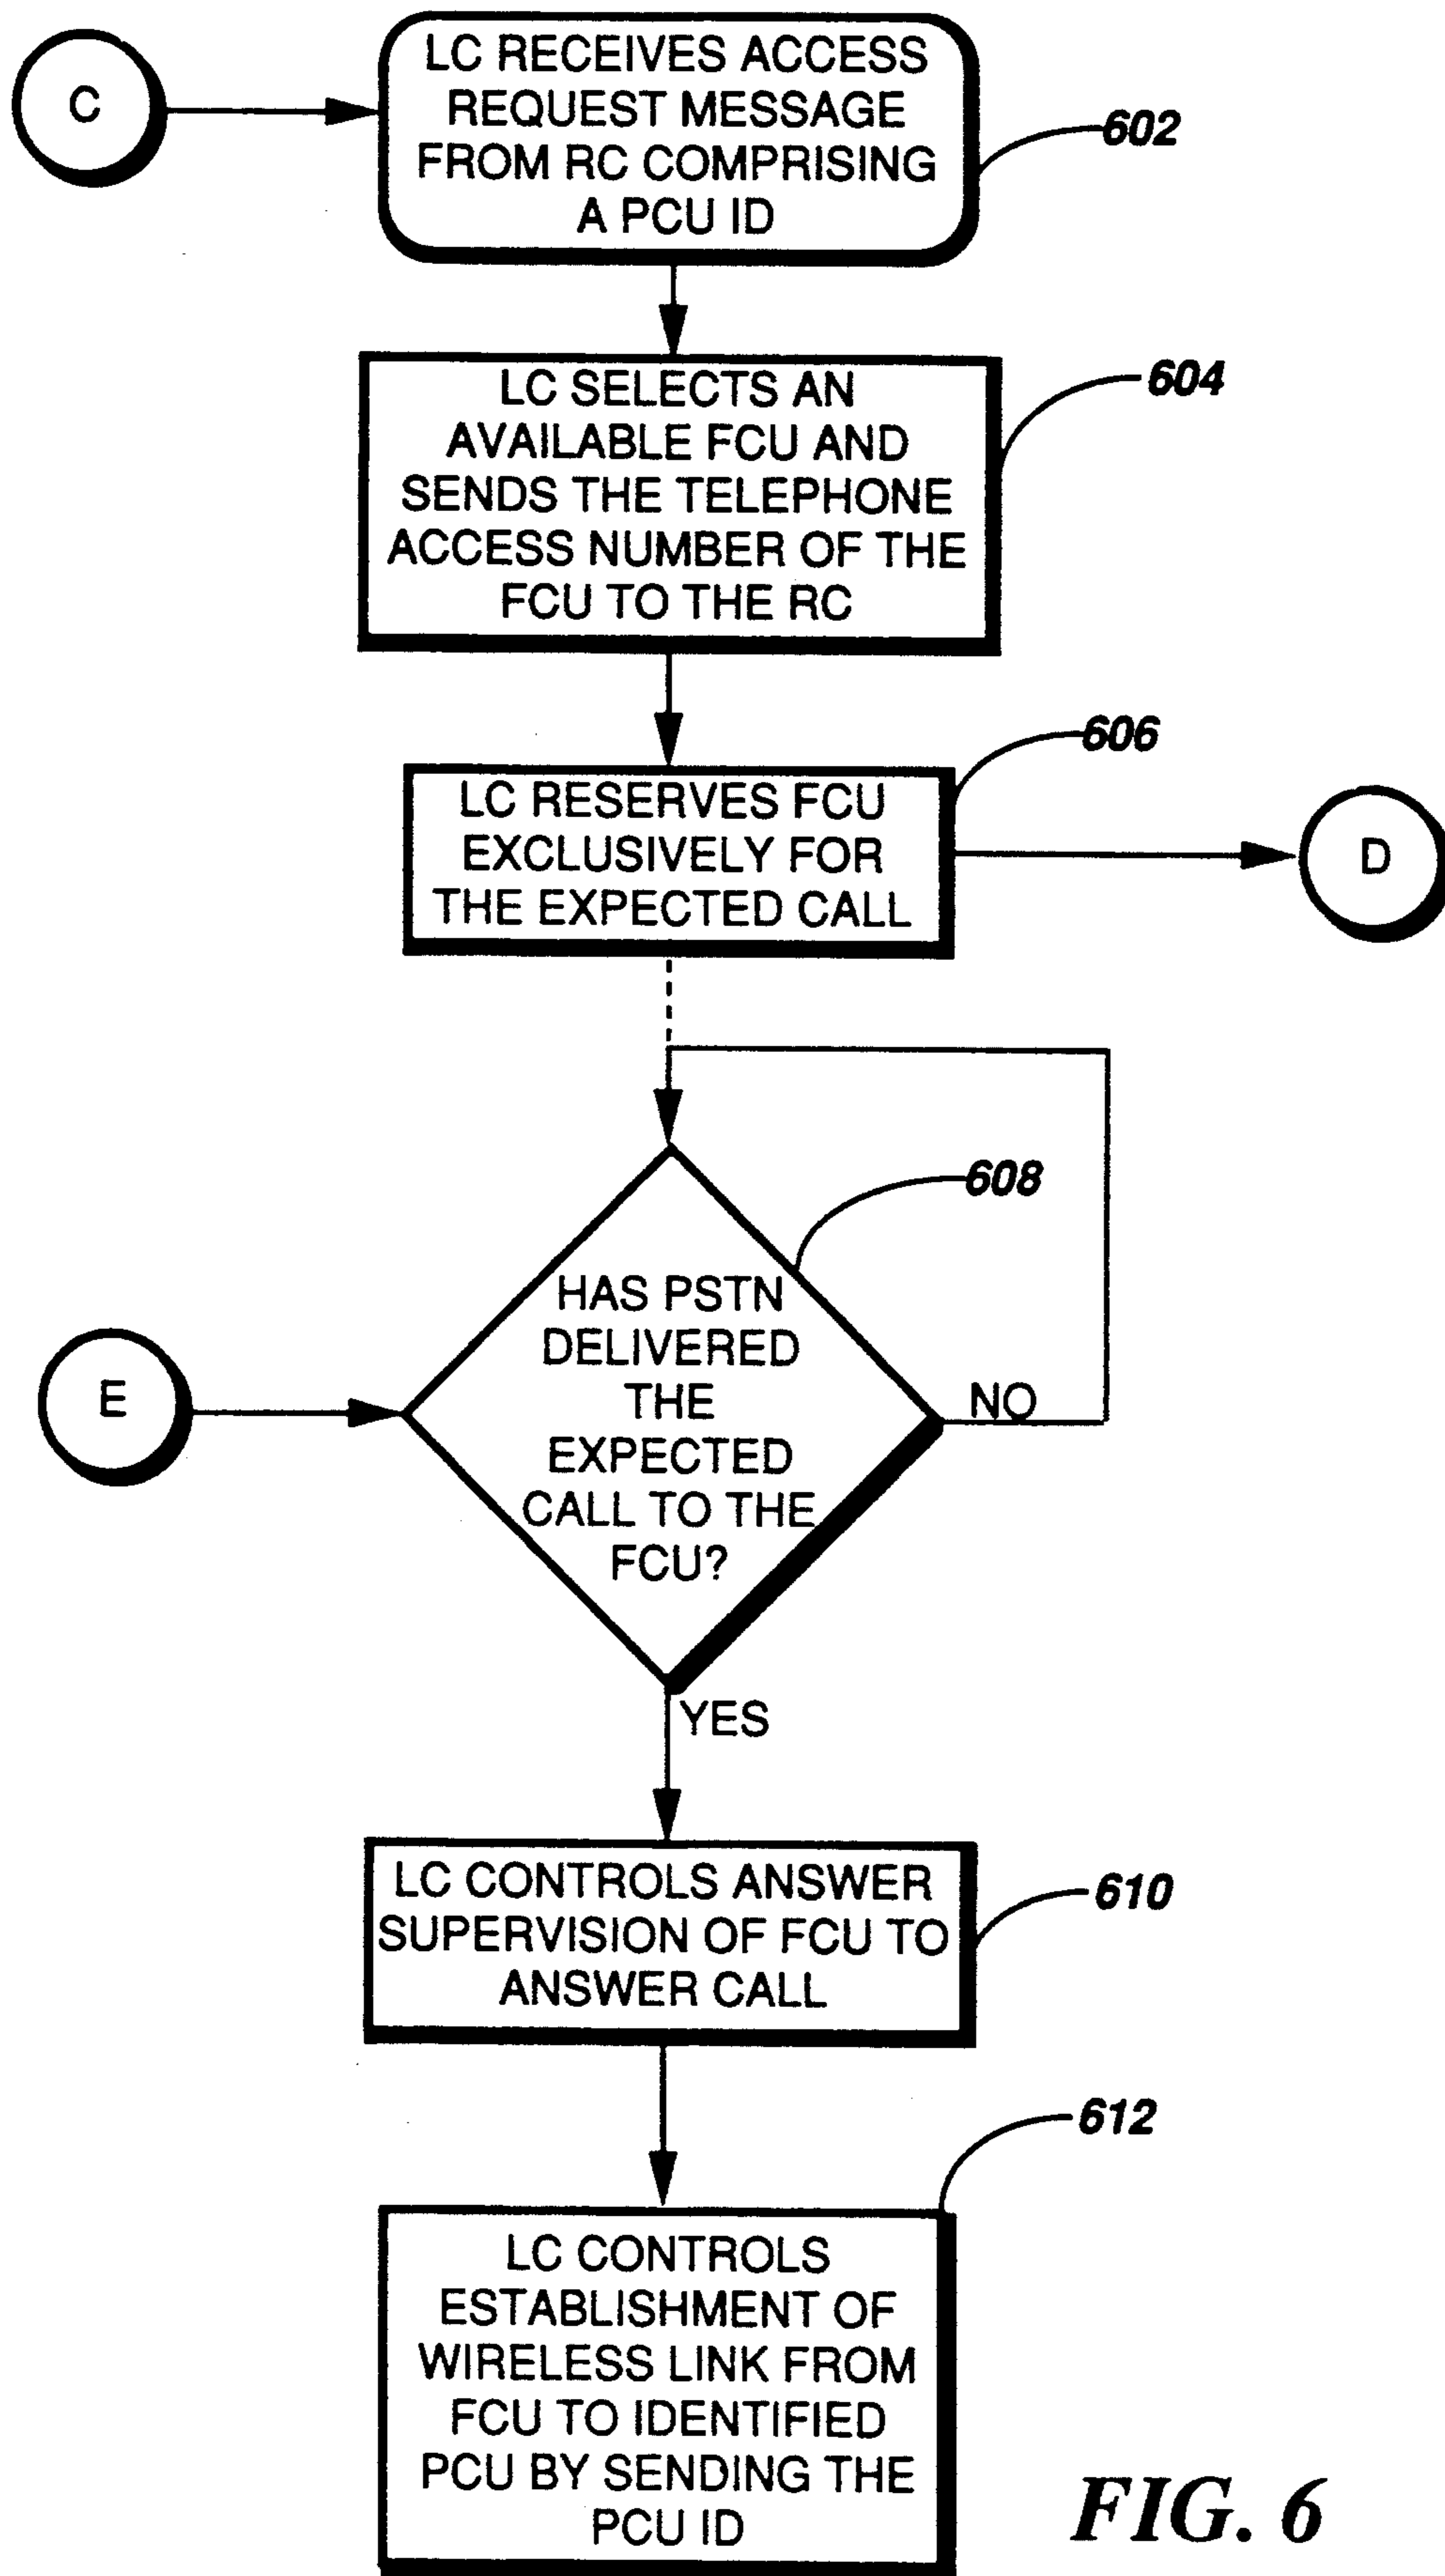 C
LC RECEIVES ACCESS
REQUEST MESSAGE
FROM RC COMPRISING
A PCU ID
602
LC SELECTS AN
AVAILABLE FCU AND
SENDS THE TELEPHONE
ACCESS NUMBER OF THE
FCU TO THE RC
604
LC RESERVES FCU
EXCLUSIVELY FOR
THE EXPECTED CALL
606
D
608
HAS PSTN
DELIVERED
THE
EXPECTED
CALL TO THE
FCU?
E
NO
YES
LC CONTROLS ANSWER
SUPERVISION OF FCU TO
ANSWER CALL
610
612
LC CONTROLS
ESTABLISHMENT OF
WIRELESS LINK FROM
FCU TO IDENTIFIED
PCU BY SENDING THE
PCU ID
FIG. 6